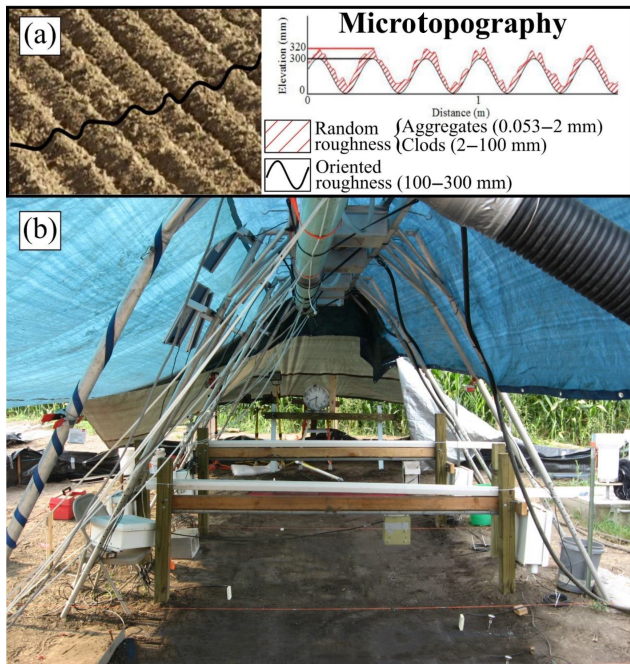 (a)
Microtopography
Elevation (mm)
320
300
0
0
1
Distance (m)
Random roughness
Aggregates (0.053–2 mm)
Clods (2–100 mm)
Oriented roughness (100–300 mm)
(b)